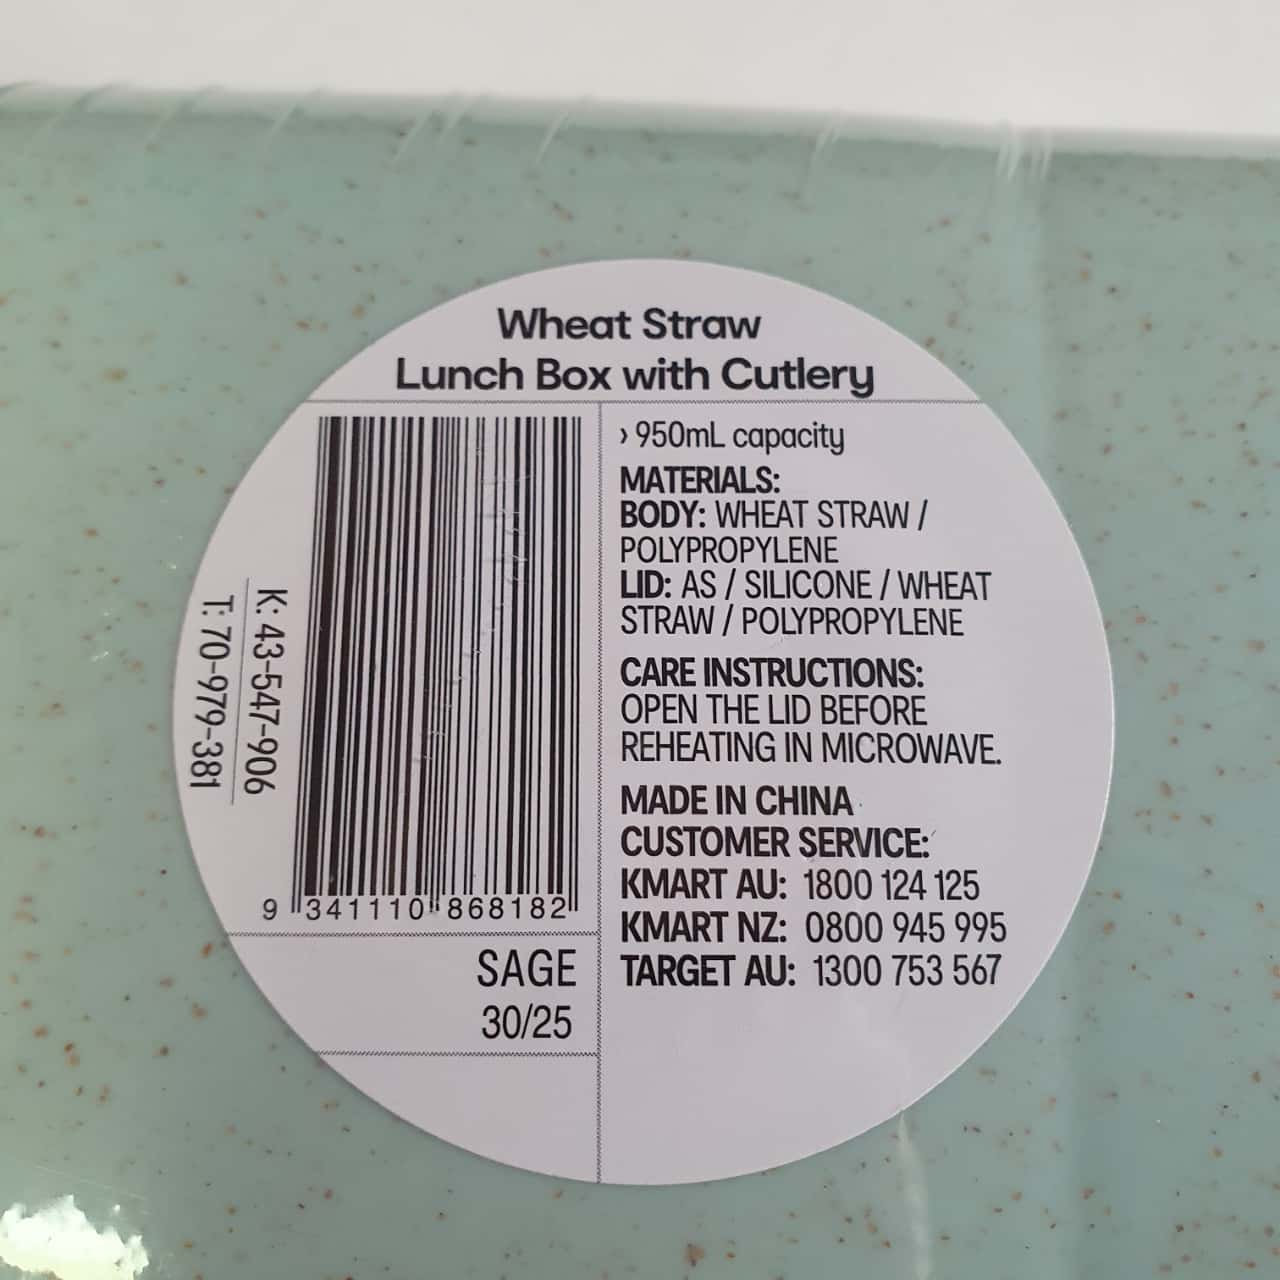 Wheat Straw
Lunch Box with Cutlery
K: 43-547-906
T: 70-979-381
9 341110 868182
SAGE
30/25
› 950mL capacity
MATERIALS:
BODY: WHEAT STRAW /
POLYPROPYLENE
LID: AS / SILICONE / WHEAT
STRAW / POLYPROPYLENE
CARE INSTRUCTIONS:
OPEN THE LID BEFORE
REHEATING IN MICROWAVE.
MADE IN CHINA
CUSTOMER SERVICE:
KMART AU: 1800 124 125
KMART NZ: 0800 945 995
TARGET AU: 1300 753 567